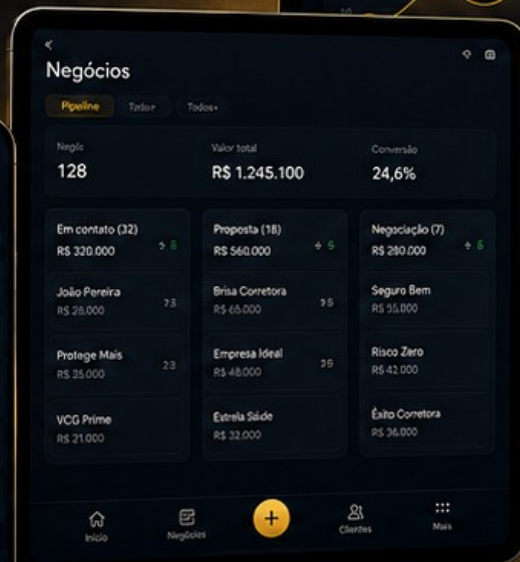 Negócios
Pipeline
Todos
Negóc
Valor total
Conversão
128
R$ 1.245.100
24,6%
Em contato (32)
R$ 320.000
Proposta (18)
R$ 560.000
Negociação (7)
R$ 280.000
João Pereira
R$ 28.000
Brisa Corretora
R$ 65.000
Seguro Bem
R$ 55.000
Protege Mais
R$ 35.000
23
Empresa Ideal
R$ 48.000
Risco Zero
R$ 42.000
VCG Prime
R$ 21.000
Estrela Saúde
R$ 32.000
Êxito Corretora
R$ 36.000
Início
Negócios
+
Clientes
Mais